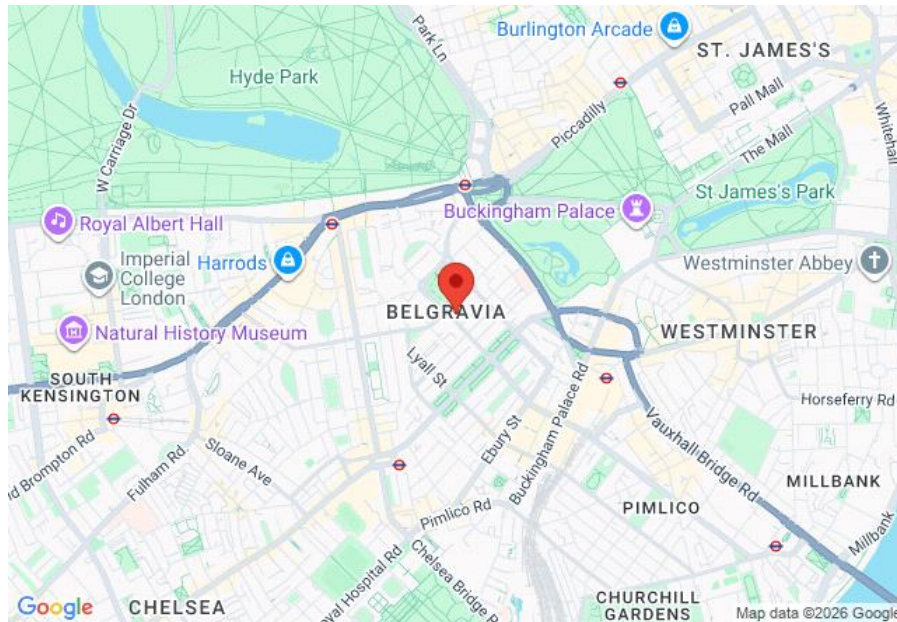 Burlington Arcade
ST. JAMES'S
Park Ln
Hyde Park
Pall Mall
Piccadilly
Whitehall
W Carriage Dr
The Mall
St James's Park
Royal Albert Hall
Buckingham Palace
Imperial
College
London
Harrods
Westminster Abbey
Natural History Museum
BELGRAVIA
WESTMINSTER
Lyall St
SOUTH
KENSINGTON
Horseferry Rd
Buckingham Palace Rd
Ebury St
Vauxhall Bridge Rd
d Brompton Rd
Fulham Rd
Sloane Ave
MILLBANK
Pimlico Rd
PIMLICO
Millbank
oyal Hospital Rd
Chelsea Bridge R
CHURCHILL
GARDENS
Google
CHELSEA
Map data ©2026 Google